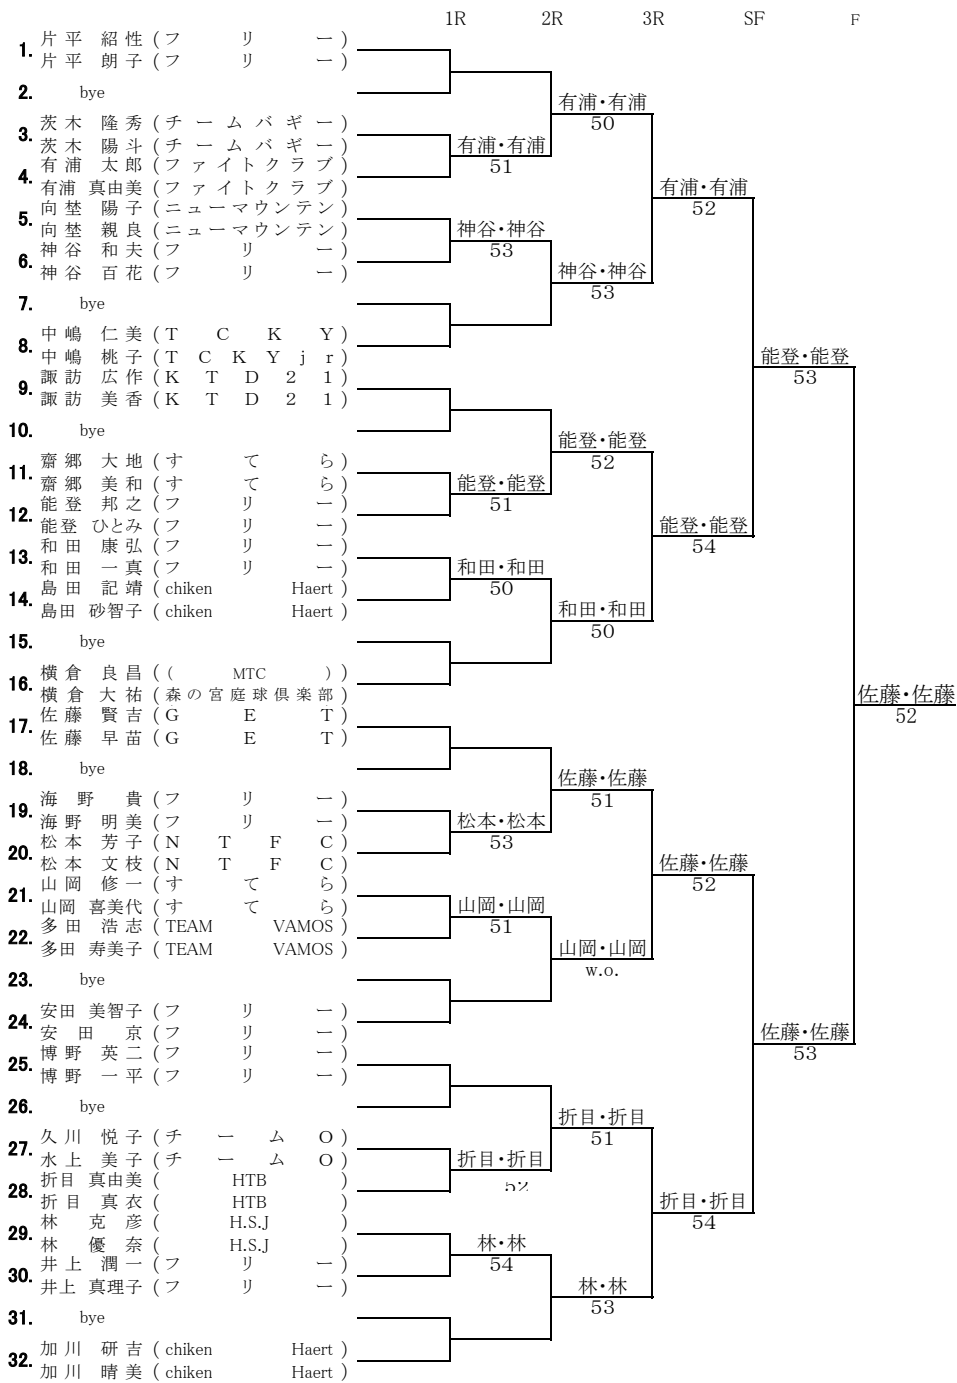 1R 2R 3R SF F
1. 片平 紹性 (フリー)
片平 朗子 (フリー)
2. bye
有浦・有浦
50
3. 茨木 隆秀 (チームバギー)
茨木 陽斗 (チームバギー)
有浦・有浦
51
4. 有浦 太郎 (ファイトクラブ)
有浦 真由美 (ファイトクラブ)
有浦・有浦
52
5. 向埜 陽子 (ニューマウンテン)
向埜 親良 (ニューマウンテン)
神谷・神谷
53
6. 神谷 和夫 (フリー)
神谷 百花 (フリー)
神谷・神谷
53
7. bye
8. 中嶋 仁美 (TCKY)
中嶋 桃子 (TCKYjr)
能登・能登
53
9. 諏訪 広作 (KTD21)
諏訪 美香 (KTD21)
10. bye
能登・能登
52
11. 齋郷 大地 (すてら)
齋郷 美和 (すてら)
能登・能登
51
12. 能登 邦之 (フリー)
能登 ひとみ (フリー)
能登・能登
54
13. 和田 康弘 (フリー)
和田 一真 (フリー)
和田・和田
50
14. 島田 記靖 (chiken Haert)
島田 砂智子 (chiken Haert)
和田・和田
50
15. bye
16. 横倉 良昌 (( MTC ))
横倉 大祐 (森の宮庭球倶楽部)
佐藤・佐藤
52
17. 佐藤 賢吉 (GET)
佐藤 早苗 (GET)
18. bye
佐藤・佐藤
51
19. 海野 貴 (フリー)
海野 明美 (フリー)
松本・松本
53
20. 松本 芳子 (NTFC)
松本 文枝 (NTFC)
佐藤・佐藤
52
21. 山岡 修一 (すてら)
山岡 喜美代 (すてら)
山岡・山岡
51
22. 多田 浩志 (TEAM VAMOS)
多田 寿美子 (TEAM VAMOS)
山岡・山岡
w.o.
23. bye
24. 安田 美智子 (フリー)
安田 京 (フリー)
佐藤・佐藤
53
25. 博野 英二 (フリー)
博野 一平 (フリー)
26. bye
折目・折目
51
27. 久川 悦子 (チームO)
水上 美子 (チームO)
折目・折目
52
28. 折目 真由美 ( HTB )
折目 真衣 ( HTB )
折目・折目
54
29. 林 克彦 ( H.S.J )
林 優奈 ( H.S.J )
林・林
54
30. 井上 潤一 (フリー)
井上 真理子 (フリー)
林・林
53
31. bye
32. 加川 研吉 (chiken Haert)
加川 晴美 (chiken Haert)